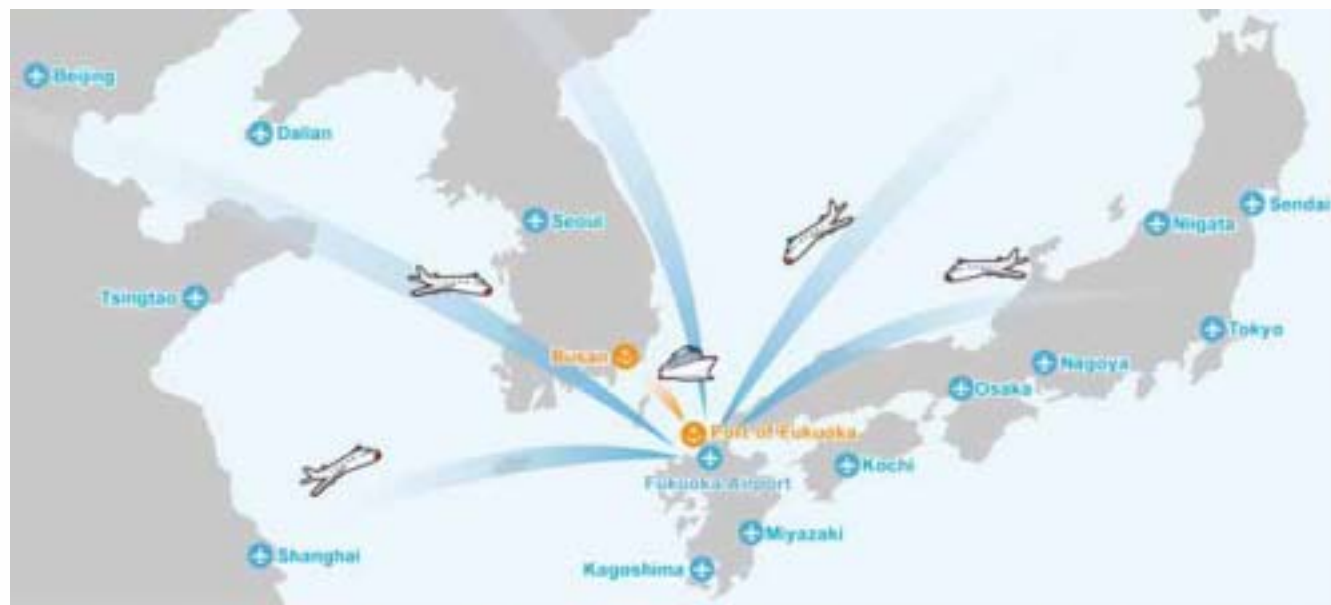 Beijing
Dalian
Sendai
Seoul
Niigata
Tsingtao
Tokyo
Busan
Nagoya
Osaka
Port of Fukuoka
Kochi
Fukuoka Airport
Miyazaki
Shanghai
Kagoshima